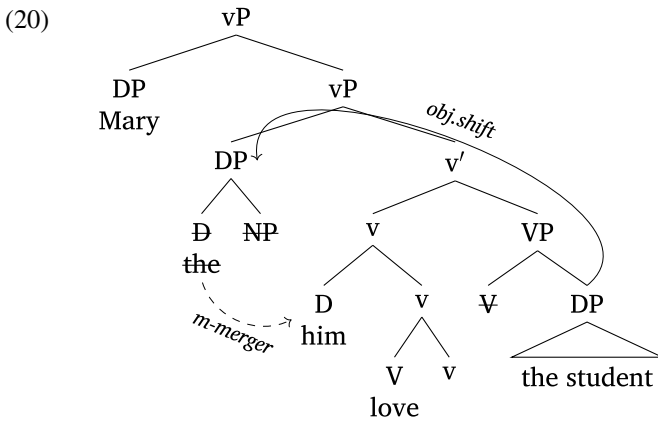 (20) vP
DP vP
Mary
obj.shift
DP v′
D NP v VP
the
D v V DP
m-merger him
the student
V v
love